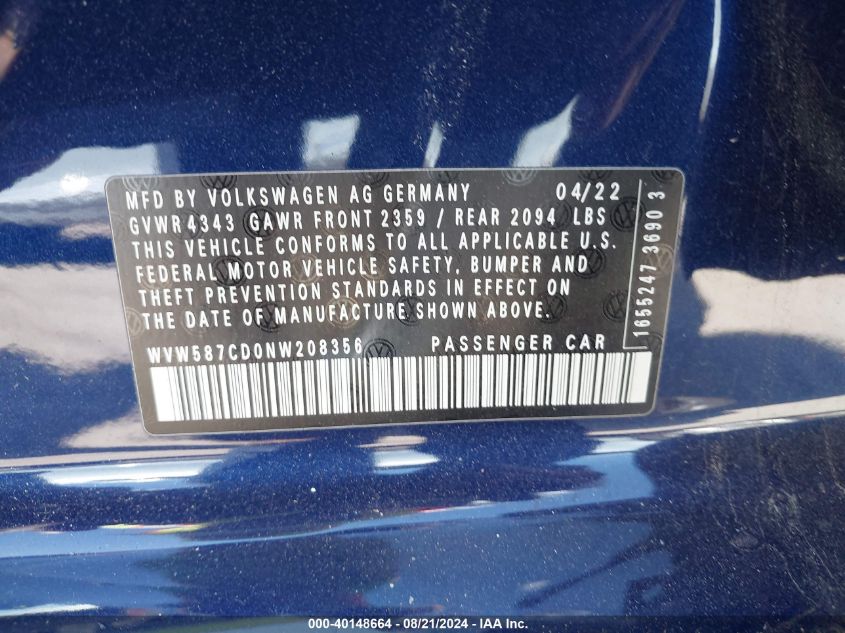 MFD BY VOLKSWAGEN AG GERMANY 04/22
GVWR 4343 GAWR FRONT 2359 / REAR 2094 LBS
THIS VEHICLE CONFORMS TO ALL APPLICABLE U.S.
FEDERAL MOTOR VEHICLE SAFETY, BUMPER AND
THEFT PREVENTION STANDARDS IN EFFECT ON
THE DATE OF MANUFACTURE SHOWN ABOVE.
WVW587CD0NW208356 PASSENGER CAR
1655247 3690 3
000-40148664 - 08/21/2024 - IAA Inc.